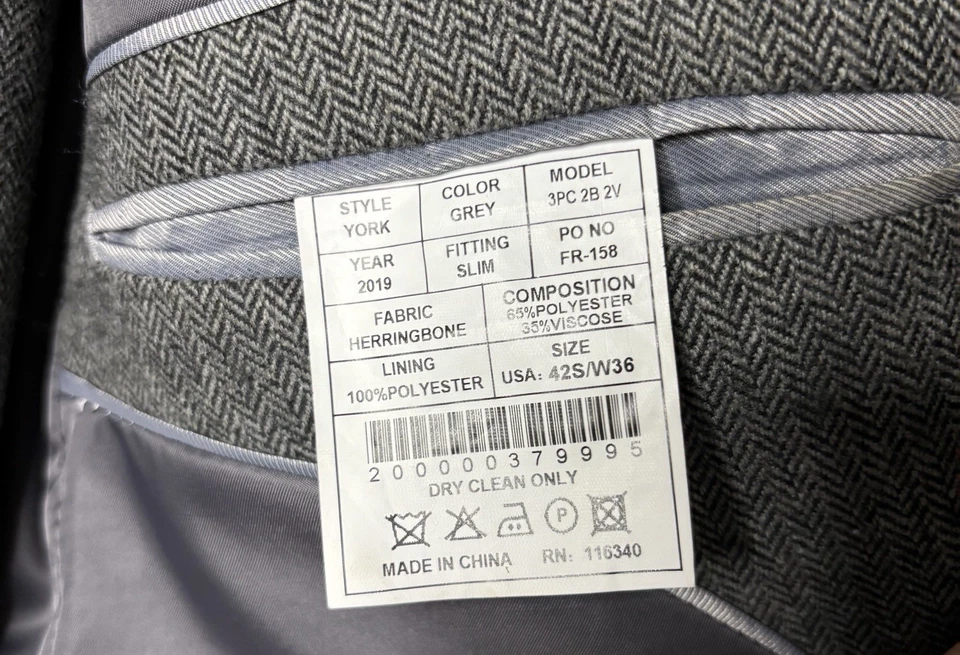 STYLE
YORK
COLOR
GREY
MODEL
3PC 2B 2V
YEAR
2019
FITTING
SLIM
PO NO
FR-158
FABRIC
HERRINGBONE
COMPOSITION
65%POLYESTER
35%VISCOSE
LINING
100%POLYESTER
SIZE
USA: 42S/W36
2000003799 95
DRY CLEAN ONLY
P
MADE IN CHINA RN: 116340